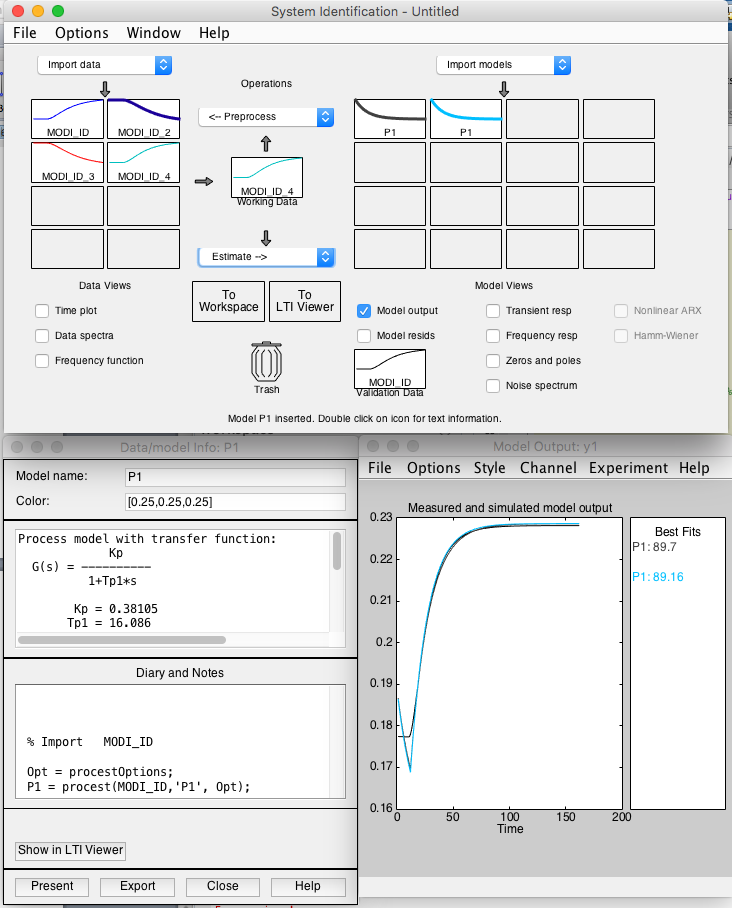 System Identification - Untitled
File Options Window Help
Import data
Import models
Operations
<-- Preprocess
MODI_ID
MODI_ID_2
P1
P1
MODI_ID_3
MODI_ID_4
MODI_ID_4
Working Data
Estimate -->
Data Views
Model Views
To Workspace
To LTI Viewer
Time plot
Data spectra
Frequency function
Model output
Transient resp
Nonlinear ARX
Model resids
Frequency resp
Hamm-Wiener
Zeros and poles
Noise spectrum
MODI_ID
Validation Data
Trash
Model P1 inserted. Double click on icon for text information.
Data/model Info: P1
Model name: P1
Color: [0.25,0.25,0.25]
Process model with transfer function:
Kp
G(s) = ----------
1+Tp1*s
Kp = 0.38105
Tp1 = 16.086
Diary and Notes
% Import MODI_ID
Opt = procestOptions;
P1 = procest(MODI_ID,'P1', Opt);
Show in LTI Viewer
Present
Export
Close
Help
Model Output: y1
File Options Style Channel Experiment Help
Measured and simulated model output
0.23
0.22
0.21
0.2
0.19
0.18
0.17
0.16
0 50 100 150 200
Time
Best Fits
P1: 89.7
P1: 89.16